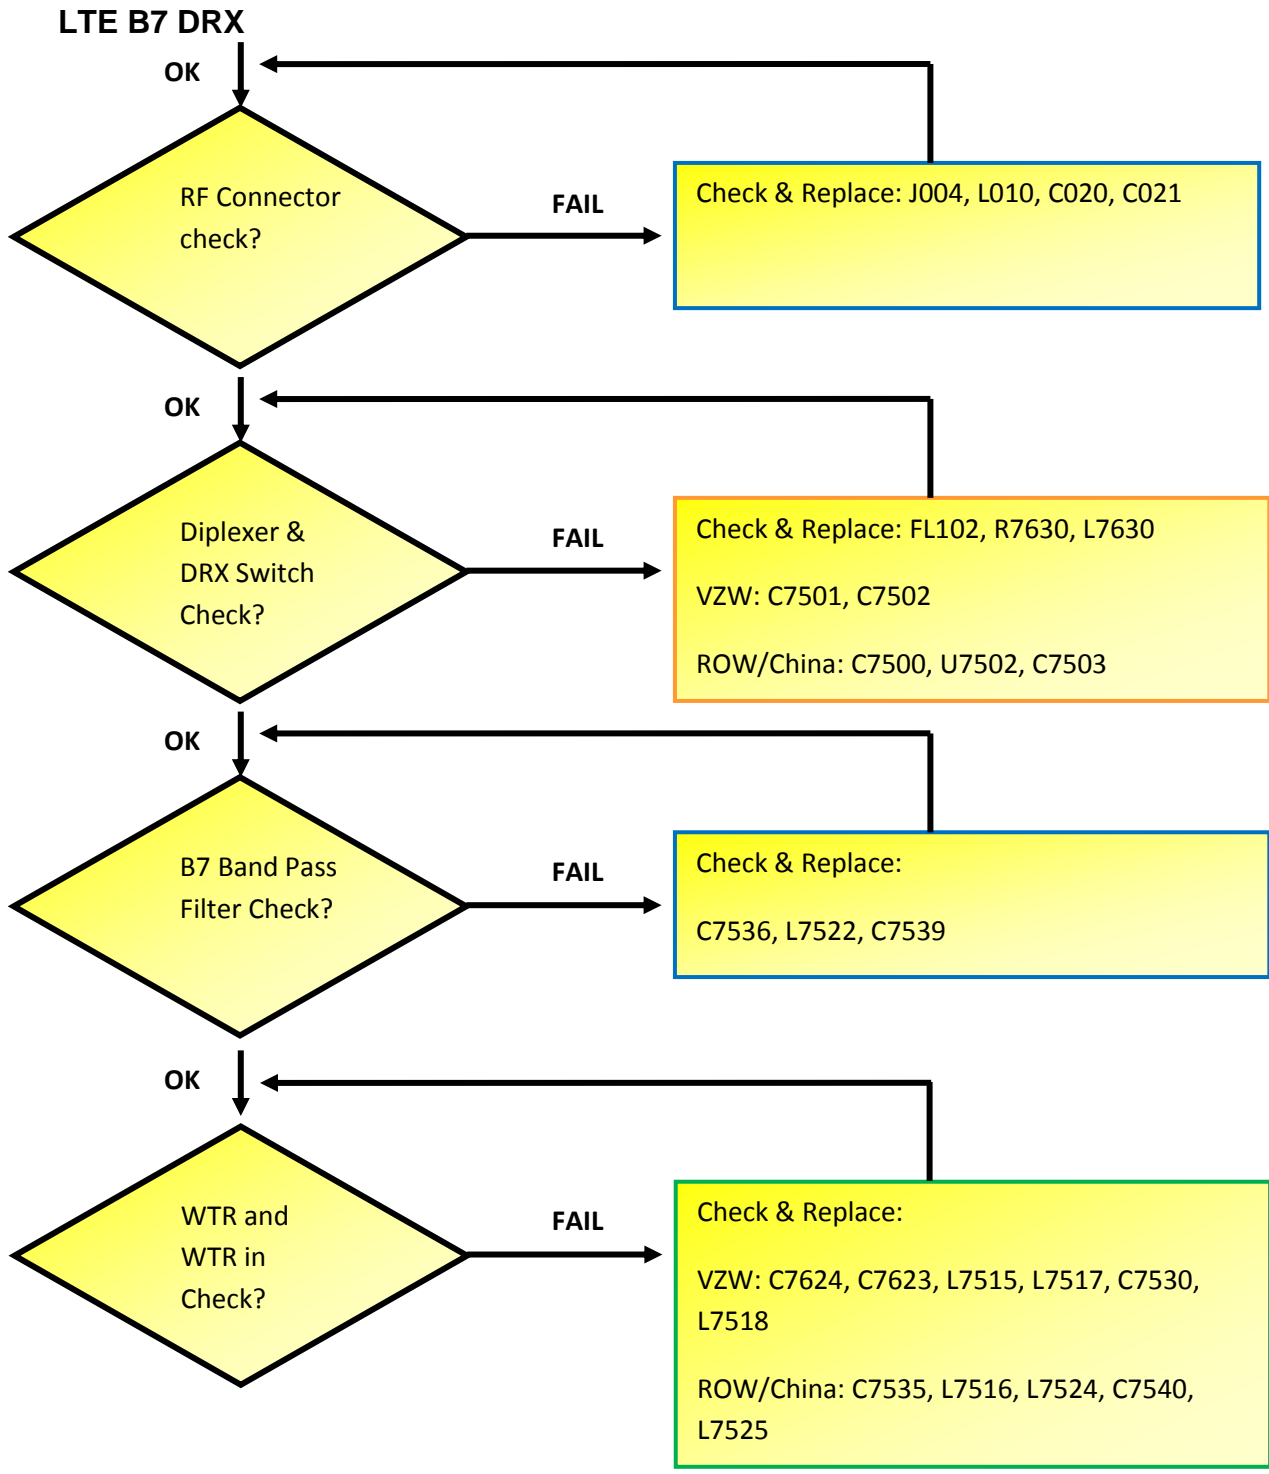 LTE B7 DRX
OK
RF Connector
check?
FAIL
Check & Replace: J004, L010, C020, C021
OK
Diplexer &
DRX Switch
Check?
FAIL
Check & Replace: FL102, R7630, L7630
VZW: C7501, C7502
ROW/China: C7500, U7502, C7503
OK
B7 Band Pass
Filter Check?
FAIL
Check & Replace:
C7536, L7522, C7539
OK
WTR and
WTR in
Check?
FAIL
Check & Replace:
VZW: C7624, C7623, L7515, L7517, C7530,
L7518
ROW/China: C7535, L7516, L7524, C7540,
L7525